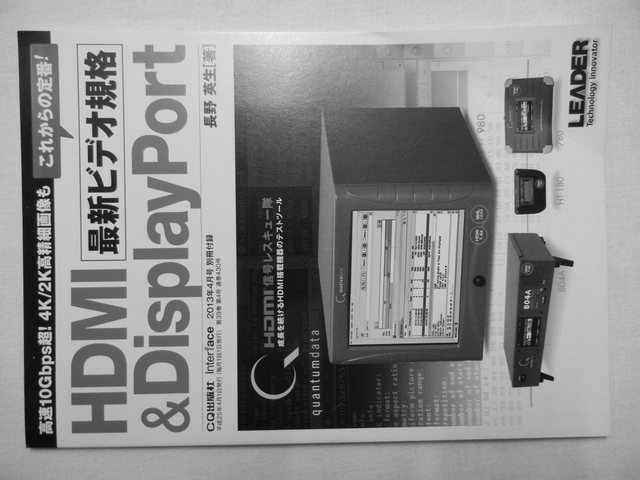 高速10Gbps超! 4K/2K高精細画像も
これからの定番!
HDMI
最新ビデオ規格
&DisplayPort
長野 英生[著]
CQ出版社 Interface 2013年4月号 別冊付録
平成25年4月1日発行(毎月1回1日発行) 第39巻 第4号 通巻430号
HDMI信号レスキュー隊
成長を続けるHDMI搭載機器のテストツール
quantumdata
980
780
HT-180
804A
804A
LEADER
Technology Innovator